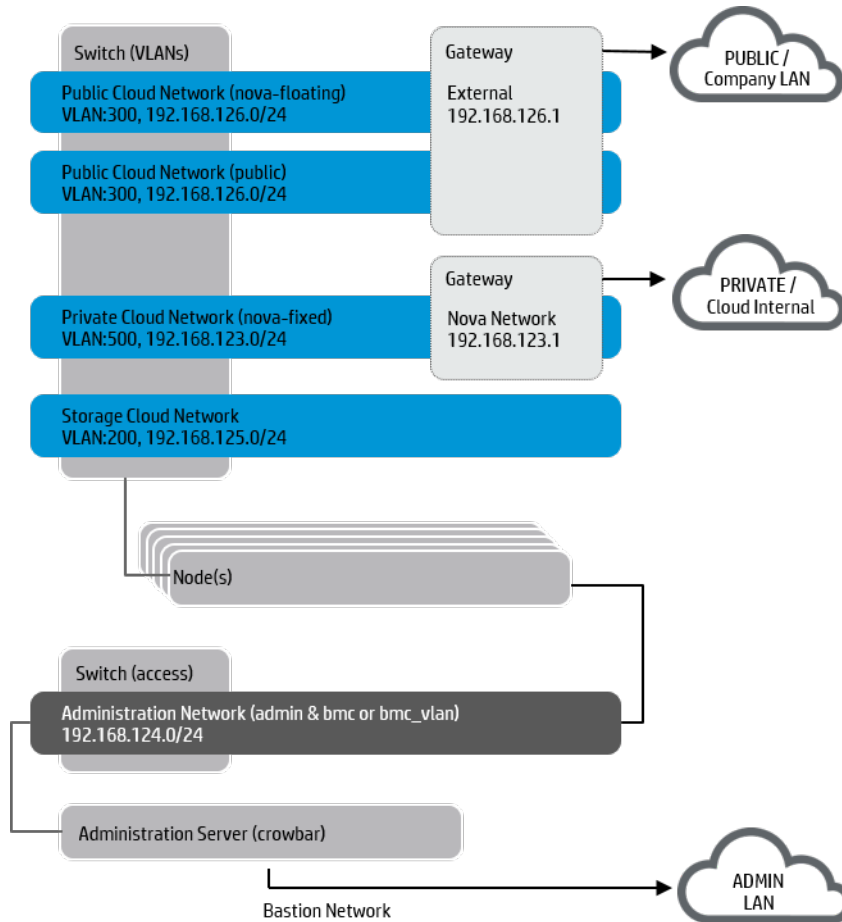 Switch (VLANs)
Gateway
PUBLIC /
Company LAN
Public Cloud Network (nova-floating)
VLAN:300, 192.168.126.0/24
External
192.168.126.1
Public Cloud Network (public)
VLAN:300, 192.168.126.0/24
Gateway
PRIVATE /
Cloud Internal
Private Cloud Network (nova-fixed)
VLAN:500, 192.168.123.0/24
Nova Network
192.168.123.1
Storage Cloud Network
VLAN:200, 192.168.125.0/24
Node(s)
Switch (access)
Administration Network (admin & bmc or bmc_vlan)
192.168.124.0/24
Administration Server (crowbar)
ADMIN
LAN
Bastion Network